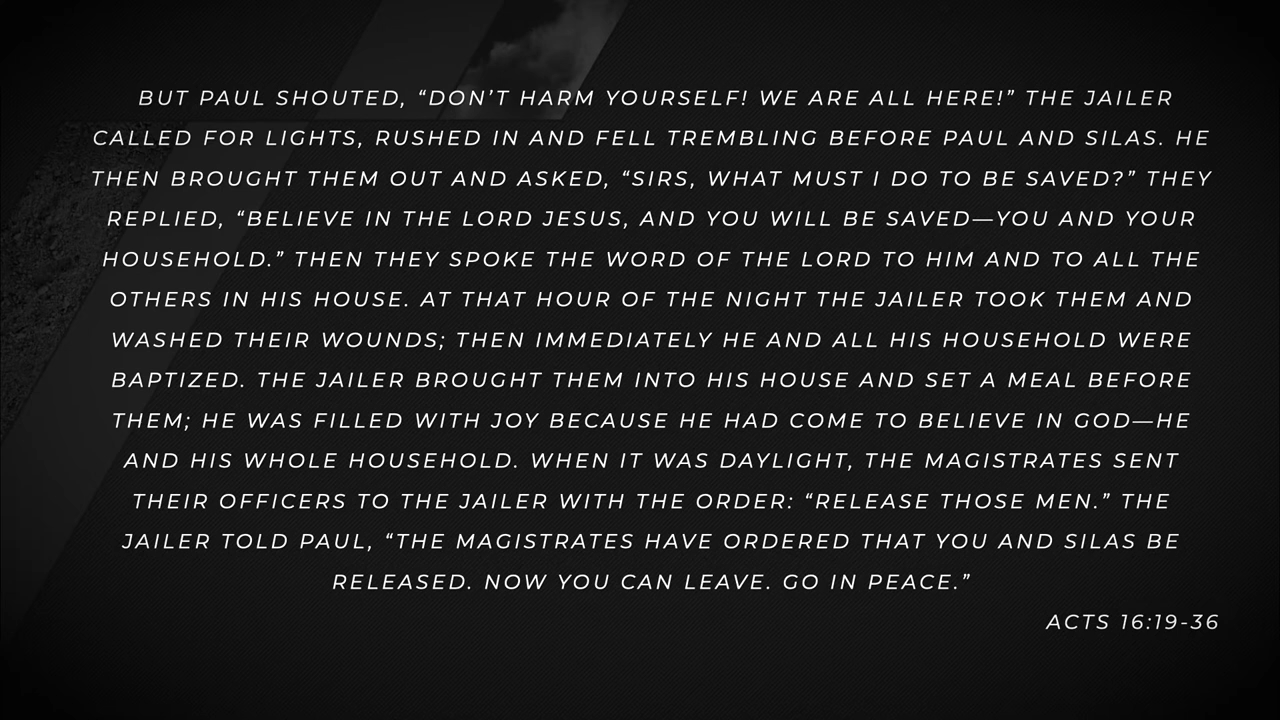 BUT PAUL SHOUTED, “DON’T HARM YOURSELF! WE ARE ALL HERE!” THE JAILER
CALLED FOR LIGHTS, RUSHED IN AND FELL TREMBLING BEFORE PAUL AND SILAS. HE
THEN BROUGHT THEM OUT AND ASKED, “SIRS, WHAT MUST I DO TO BE SAVED?” THEY
REPLIED, “BELIEVE IN THE LORD JESUS, AND YOU WILL BE SAVED—YOU AND YOUR
HOUSEHOLD.” THEN THEY SPOKE THE WORD OF THE LORD TO HIM AND TO ALL THE
OTHERS IN HIS HOUSE. AT THAT HOUR OF THE NIGHT THE JAILER TOOK THEM AND
WASHED THEIR WOUNDS; THEN IMMEDIATELY HE AND ALL HIS HOUSEHOLD WERE
BAPTIZED. THE JAILER BROUGHT THEM INTO HIS HOUSE AND SET A MEAL BEFORE
THEM; HE WAS FILLED WITH JOY BECAUSE HE HAD COME TO BELIEVE IN GOD—HE
AND HIS WHOLE HOUSEHOLD. WHEN IT WAS DAYLIGHT, THE MAGISTRATES SENT
THEIR OFFICERS TO THE JAILER WITH THE ORDER: “RELEASE THOSE MEN.” THE
JAILER TOLD PAUL, “THE MAGISTRATES HAVE ORDERED THAT YOU AND SILAS BE
RELEASED. NOW YOU CAN LEAVE. GO IN PEACE.”
ACTS 16:19-36